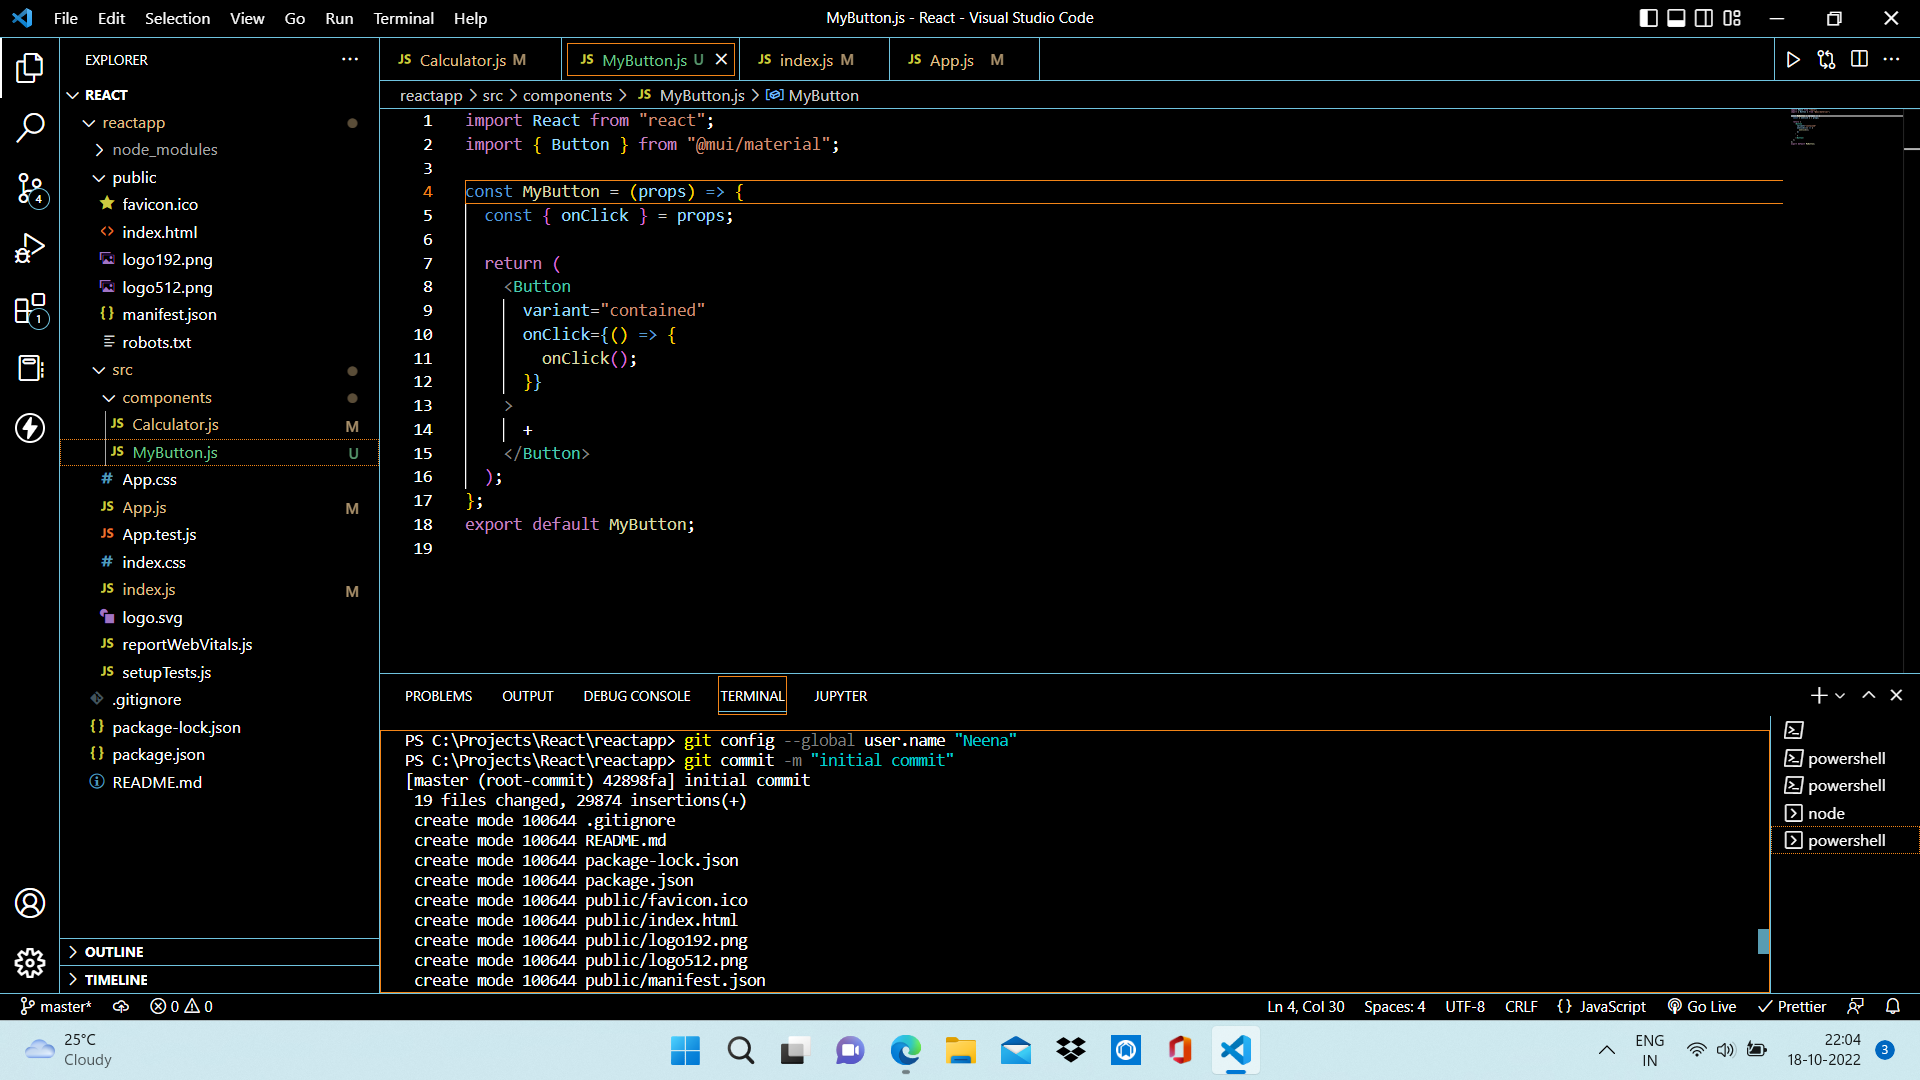 File Edit Selection View Go Run Terminal Help
MyButton.js - React - Visual Studio Code
EXPLORER
REACT
reactapp
node_modules
public
favicon.ico
index.html
logo192.png
logo512.png
manifest.json
robots.txt
src
components
JS Calculator.js M
JS MyButton.js U
# App.css
JS App.js M
JS App.test.js
# index.css
JS index.js M
logo.svg
JS reportWebVitals.js
JS setupTests.js
.gitignore
{} package-lock.json
{} package.json
README.md
OUTLINE
TIMELINE
4
1
JS Calculator.js M JS MyButton.js U JS index.js M JS App.js M
reactapp > src > components > JS MyButton.js > MyButton
1 import React from "react";
2 import { Button } from "@mui/material";
3
4 const MyButton = (props) => {
5 const { onClick } = props;
6
7 return (
8 <Button
9 variant="contained"
10 onClick={() => {
11 onClick();
12 }}
13 >
14 +
15 </Button>
16 );
17 };
18 export default MyButton;
19
PROBLEMS OUTPUT DEBUG CONSOLE TERMINAL JUPYTER
PS C:\Projects\React\reactapp> git config --global user.name "Neena"
PS C:\Projects\React\reactapp> git commit -m "initial commit"
[master (root-commit) 42898fa] initial commit
19 files changed, 29874 insertions(+)
create mode 100644 .gitignore
create mode 100644 README.md
create mode 100644 package-lock.json
create mode 100644 package.json
create mode 100644 public/favicon.ico
create mode 100644 public/index.html
create mode 100644 public/logo192.png
create mode 100644 public/logo512.png
create mode 100644 public/manifest.json
powershell
powershell
node
powershell
master* 0 0
Ln 4, Col 30 Spaces: 4 UTF-8 CRLF {} JavaScript Go Live Prettier
25°C
Cloudy
ENG
IN
22:04
18-10-2022
3